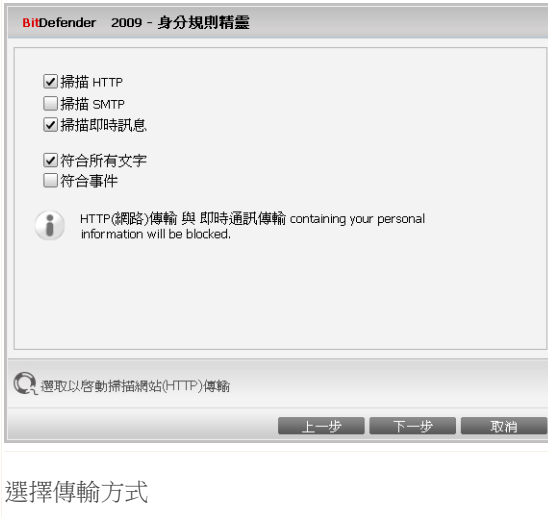 BitDefender 2009 - 身分規則精靈
掃描 HTTP
掃描 SMTP
掃描即時訊息
符合所有文字
符合事件
HTTP(網路)傳輸 與 即時通訊傳輸 containing your personal
information will be blocked.
選取以啓動掃描網站(HTTP)傳輸
上一步 下一步 取消
選擇傳輸方式